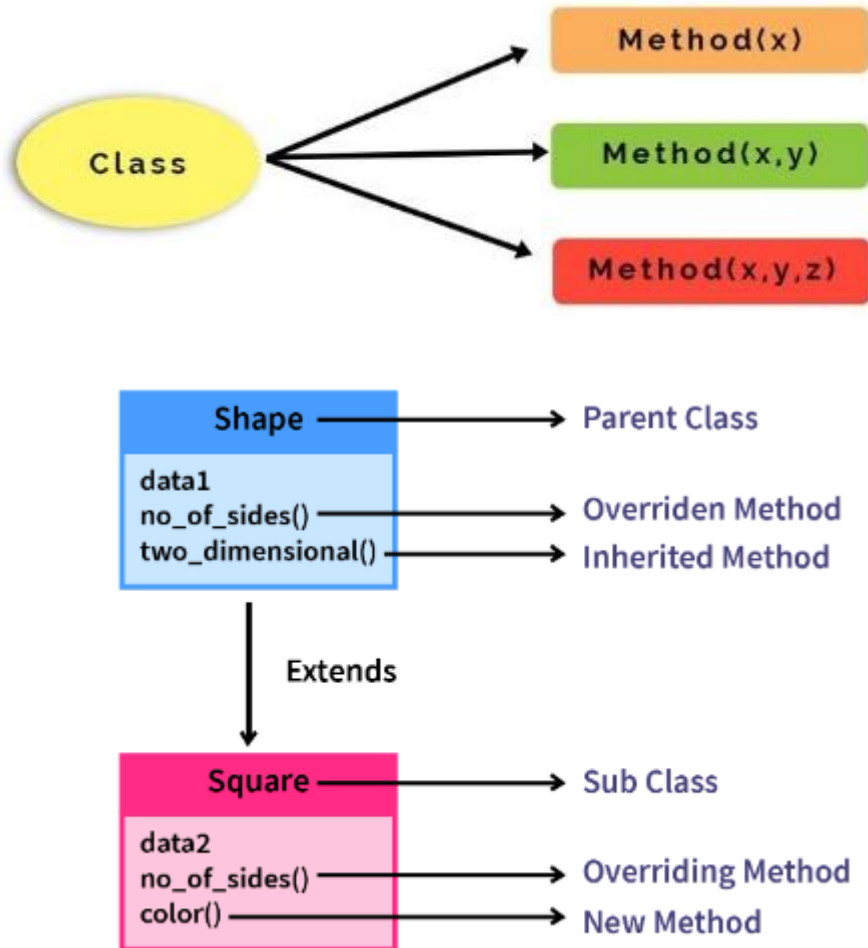 Method(x)
Class
Method(x,y)
Method(x,y,z)
Shape
Parent Class
data1
no_of_sides()
Overriden Method
two_dimensional()
Inherited Method
Extends
Square
Sub Class
data2
no_of_sides()
Overriding Method
color()
New Method